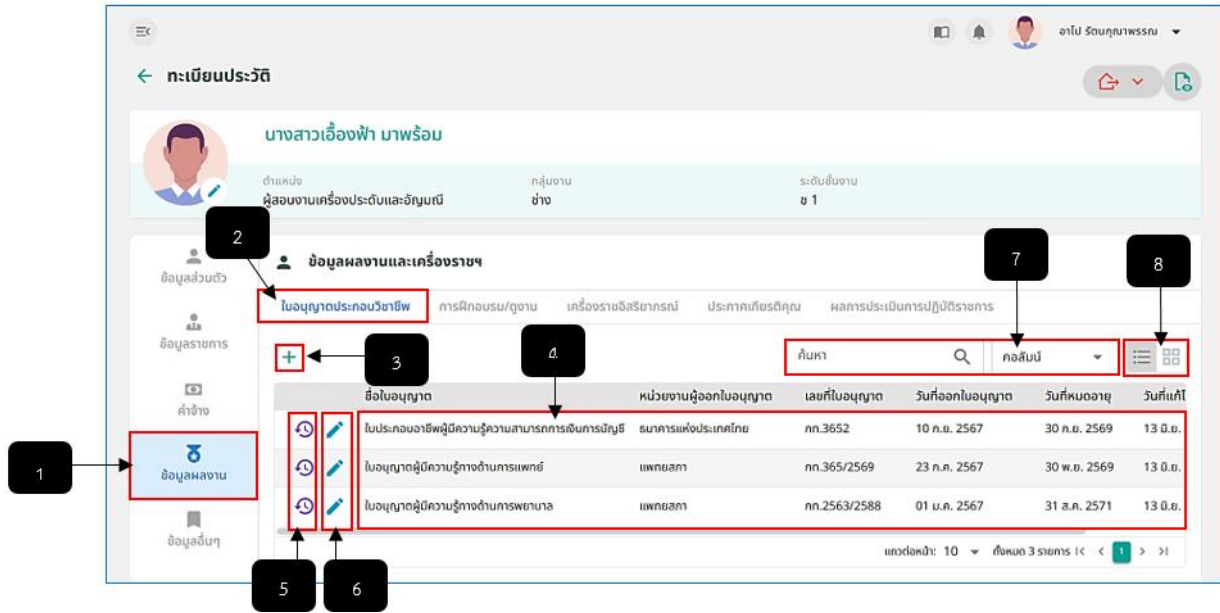 อาโป รัตนกุณาพรรณ
ทะเบียนประวัติ
นางสาวเอื้องฟ้า มาพร้อม
ตำแหน่ง กลุ่มงาน ระดับชั้นงาน
ผู้สอนงานเครื่องประดับและอัญมณี ช่าง ช 1
2
7
8
ข้อมูลส่วนตัว
ข้อมูลผลงานและเครื่องราชฯ
ใบอนุญาตประกอบวิชาชีพ การฝึกอบรม/ดูงาน เครื่องราชอิสริยาภรณ์ ประกาศเกียรติคุณ ผลการประเมินการปฏิบัติราชการ
ข้อมูลราชการ
3
4
ค้นหา คอลัมน์
ค่าจ้าง
ชื่อใบอนุญาต หน่วยงานผู้ออกใบอนุญาต เลขที่ใบอนุญาต วันที่ออกใบอนุญาต วันที่หมดอายุ วันที่แก้ไ
ใบประกอบอาชีพผู้มีความรู้ความสามารถการเงินการบัญชี ธนาคารแห่งประเทศไทย กท.3652 10 ก.ย. 2567 30 ก.ย. 2569 13 มิ.ย.
1
ข้อมูลผลงาน
ใบอนุญาตผู้มีความรู้ทางด้านการแพทย์ แพทยสภา กท.365/2569 23 ก.ค. 2567 30 พ.ย. 2569 13 มิ.ย.
ใบอนุญาตผู้มีความรู้ทางด้านการพยาบาล แพทยสภา กท.2563/2588 01 ม.ค. 2567 31 ส.ค. 2571 13 มิ.ย.
ข้อมูลอื่นๆ
แถวต่อหน้า: 10 ทั้งหมด 3 รายการ |< < 1 > >|
5
6